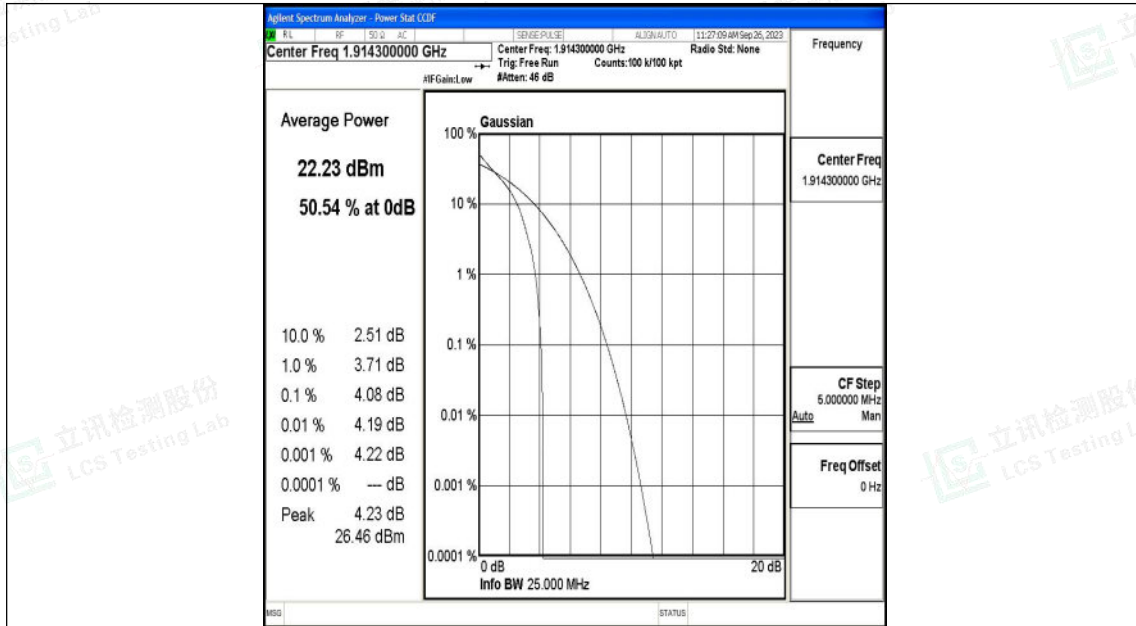 Agilent Spectrum Analyzer - Power Stat CCDF
RL RF 50 Ω AC SENSE:PULSE ALIGNAUTO 11:27:09 AM Sep 26, 2023
Center Freq 1.914300000 GHz
Center Freq: 1.914300000 GHz Radio Std: None
Trig: Free Run Counts:100 k/100 kpt
#IFGain:Low #Atten: 46 dB
Frequency
Average Power
22.23 dBm
50.54 % at 0dB
10.0 % 2.51 dB
1.0 % 3.71 dB
0.1 % 4.08 dB
0.01 % 4.19 dB
0.001 % 4.22 dB
0.0001 % --- dB
Peak 4.23 dB
26.46 dBm
Gaussian
100 %
10 %
1 %
0.1 %
0.01 %
0.001 %
0.0001 %
0 dB 20 dB
Info BW 25.000 MHz
Center Freq
1.914300000 GHz
CF Step
5.000000 MHz
Auto Man
Freq Offset
0 Hz
MSG STATUS
立讯检测股份
LCS Testing Lab
立讯检测股份
LCS Testing L
esting Lab
立
LC